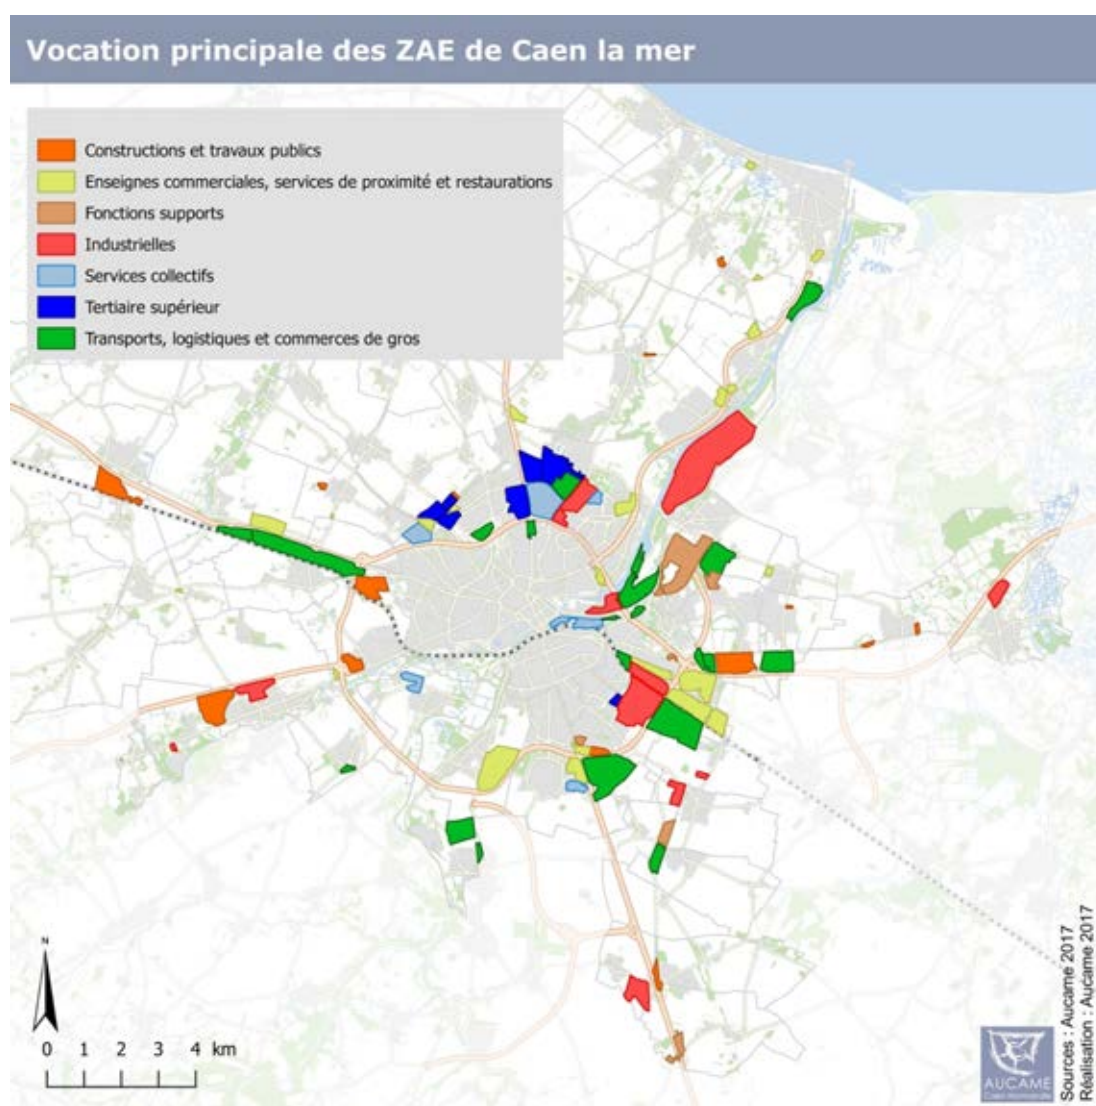 Vocation principale des ZAE de Caen la mer
Constructions et travaux publics
Enseignes commerciales, services de proximité et restaurations
Fonctions supports
Industrielles
Services collectifs
Tertiaire supérieur
Transports, logistiques et commerces de gros
N
0 1 2 3 4 km
AUCAME
Sources : Aucame 2017
Réalisation : Aucame 2017